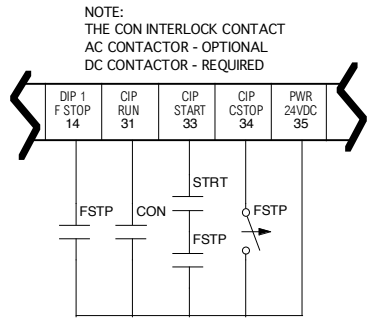 NOTE:
THE CON INTERLOCK CONTACT
AC CONTACTOR - OPTIONAL
DC CONTACTOR - REQUIRED
DIP 1
F STOP
14
CIP
RUN
31
CIP
START
33
CIP
CSTOP
34
PWR
24VDC
35
STRT
FSTP
CON
FSTP
FSTP